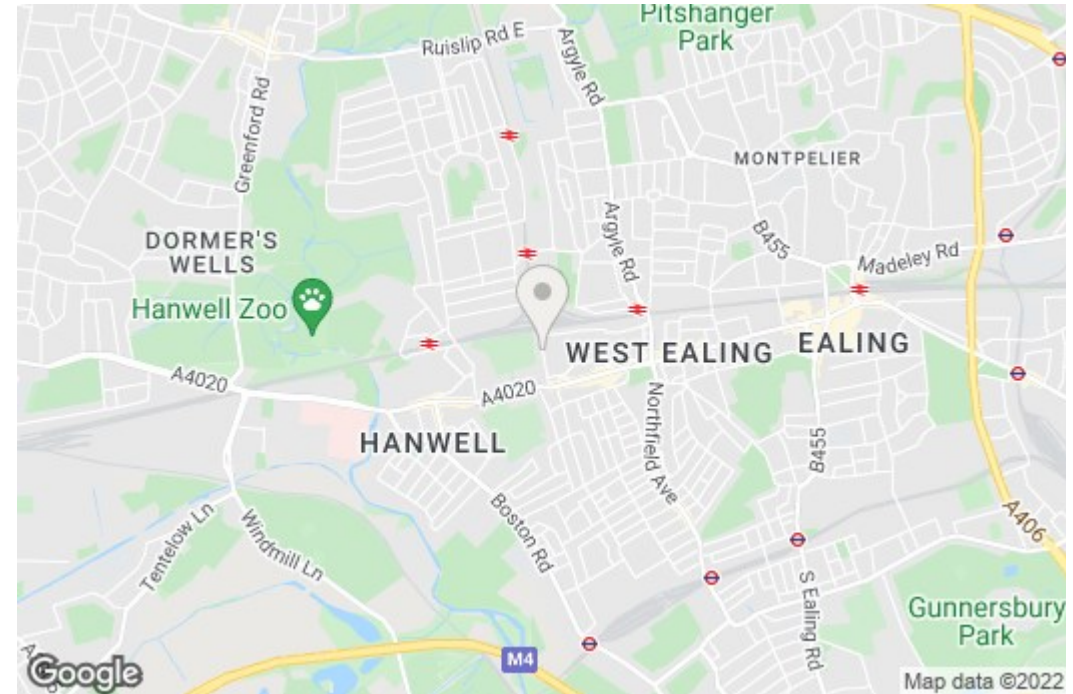 Pitshanger
Park
Ruislip Rd E
Argyle Rd
Greenford Rd
MONTPELIER
Argyle Rd
B455
DORMER'S
WELLS
Madeley Rd
Hanwell Zoo
WEST EALING
EALING
A4020
A4020
Northfield Ave
HANWELL
B455
Boston Rd
A406
Tentelow Ln
Windmill Ln
S Ealing Rd
Gunnersbury
Park
M4
Google
Map data ©2022